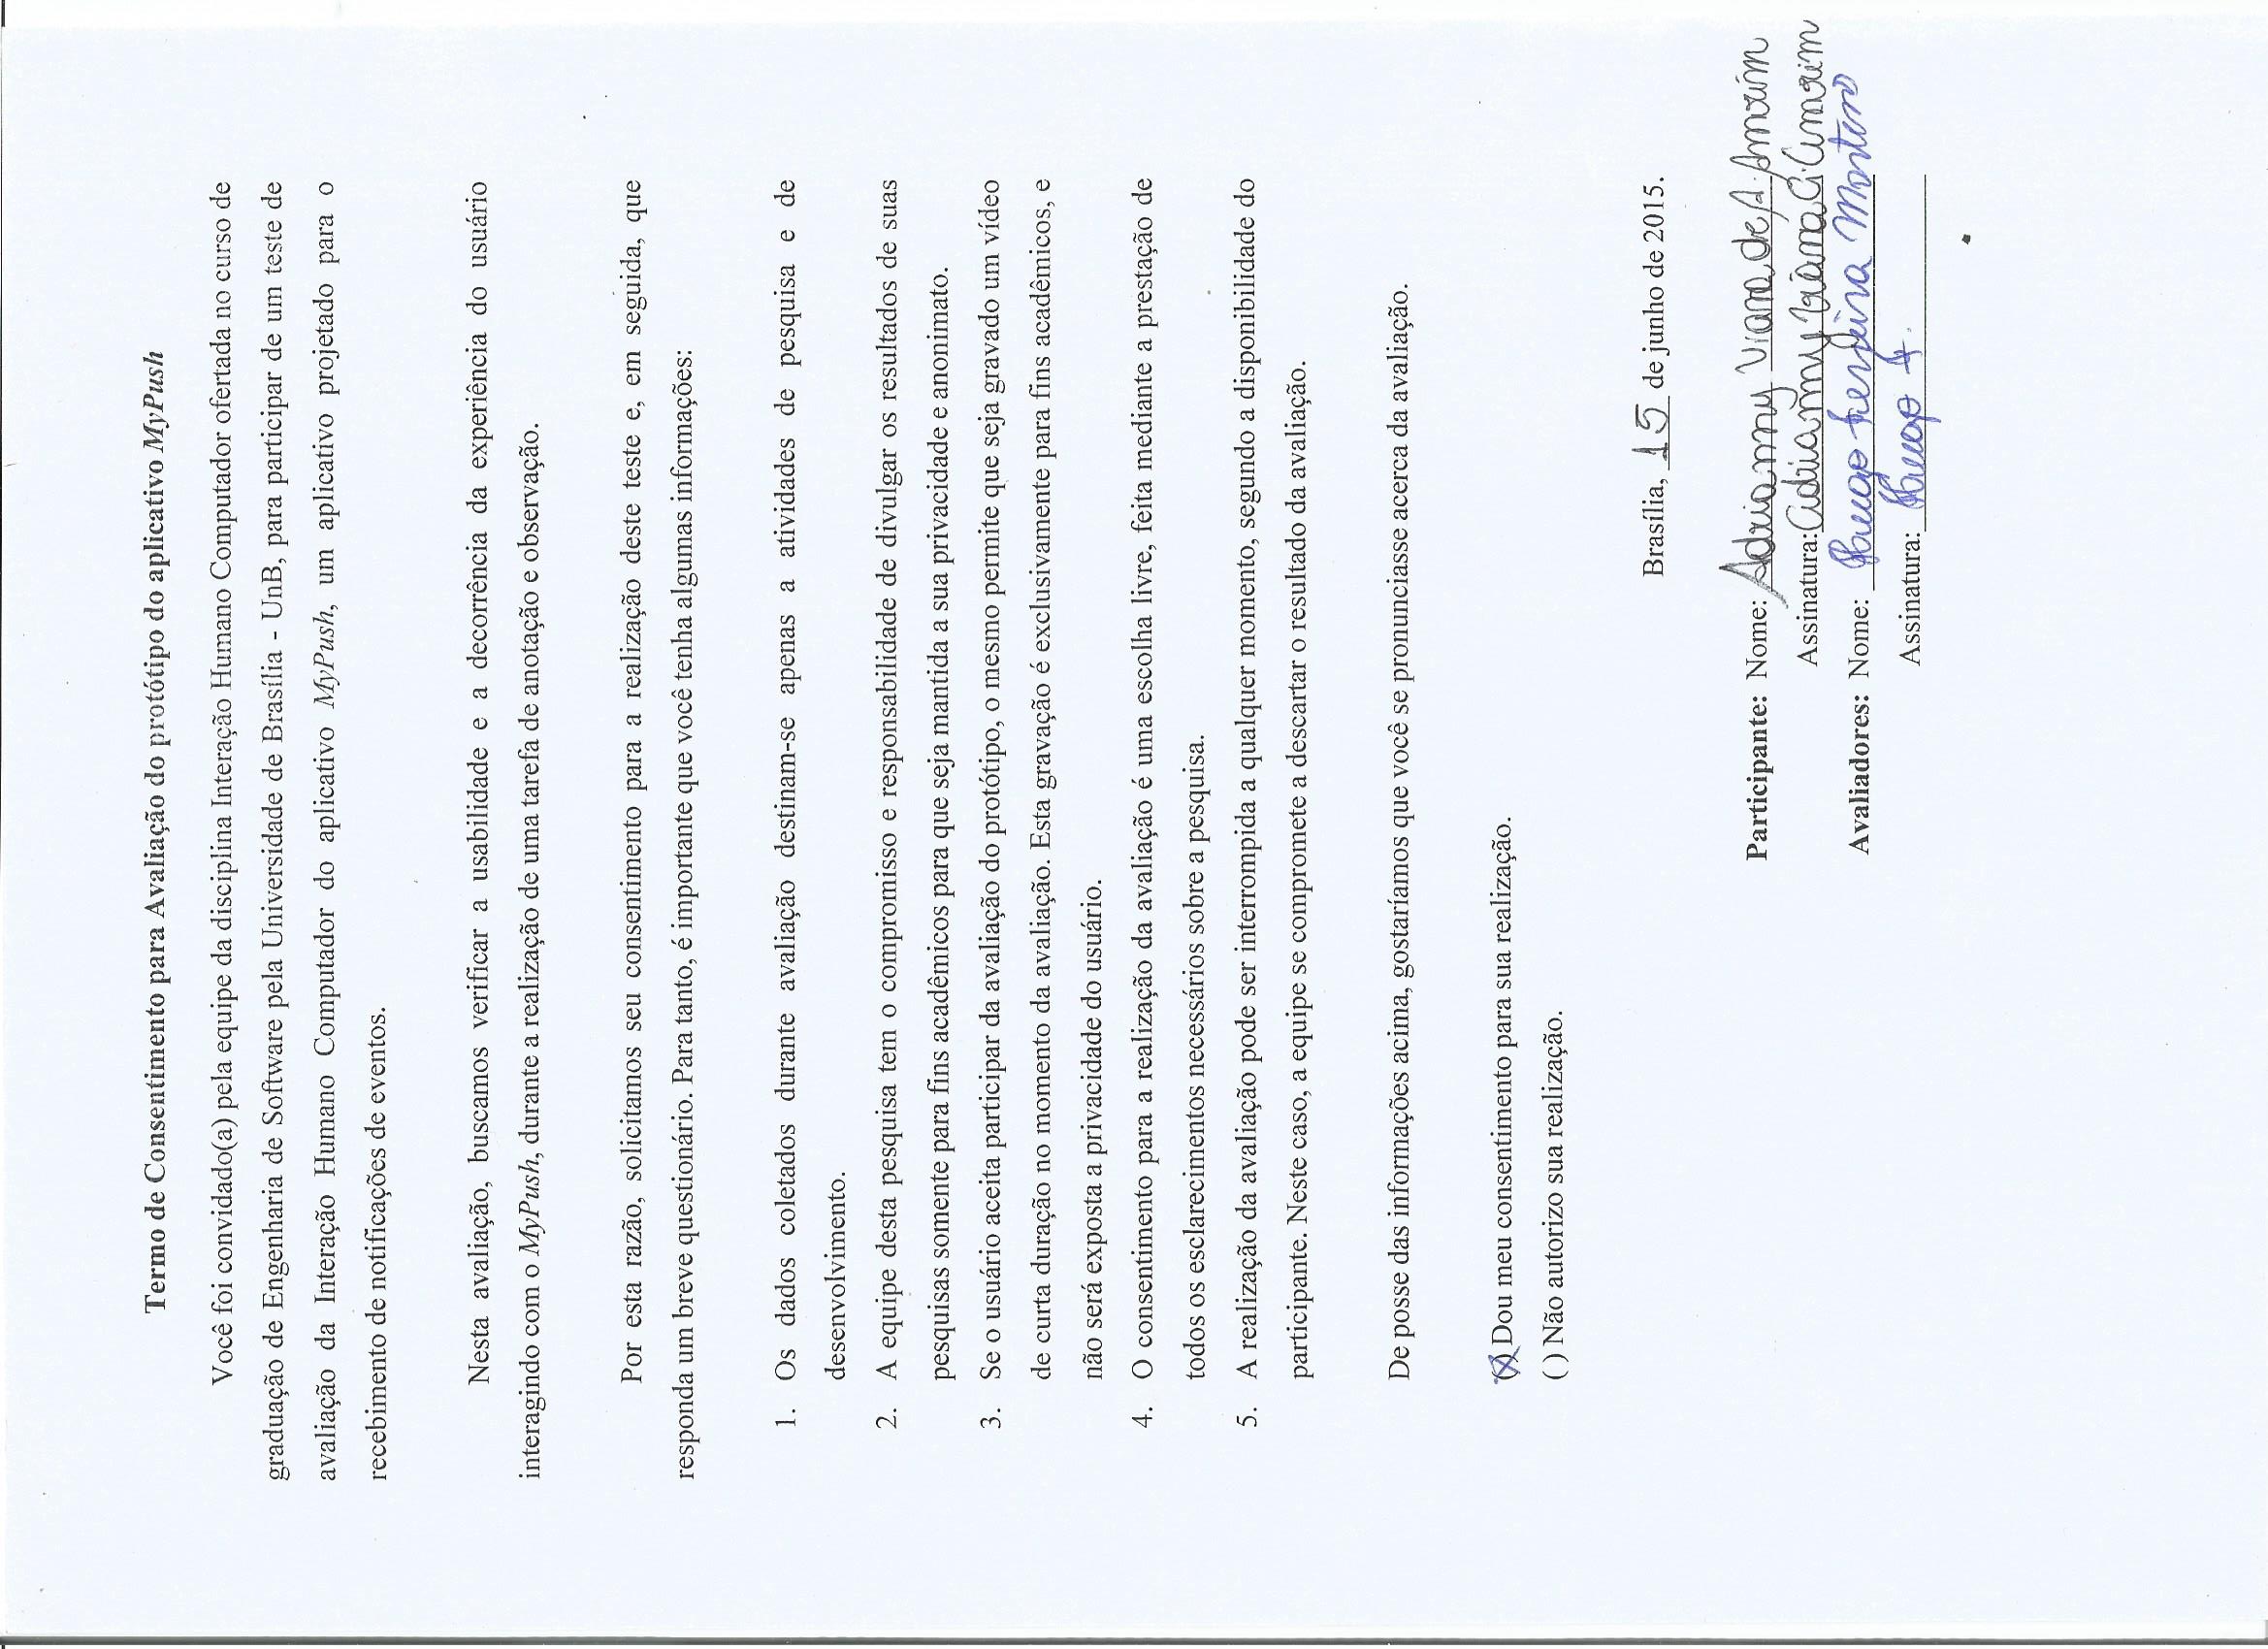 Termo de Consentimento para Avaliação do protótipo do aplicativo MyPush
Você foi convidado(a) pela equipe da disciplina Interação Humano Computador ofertada no curso de
graduação de Engenharia de Software pela Universidade de Brasília - UnB, para participar de um teste de
avaliação da Interação Humano Computador do aplicativo MyPush, um aplicativo projetado para o
recebimento de notificações de eventos.
Nesta avaliação, buscamos verificar a usabilidade e a decorrência da experiência do usuário
interagindo com o MyPush, durante a realização de uma tarefa de anotação e observação.
Por esta razão, solicitamos seu consentimento para a realização deste teste e, em seguida, que
responda um breve questionário. Para tanto, é importante que você tenha algumas informações:
1. Os dados coletados durante avaliação destinam-se apenas a atividades de pesquisa e de
desenvolvimento.
2. A equipe desta pesquisa tem o compromisso e responsabilidade de divulgar os resultados de suas
pesquisas somente para fins acadêmicos para que seja mantida a sua privacidade e anonimato.
3. Se o usuário aceita participar da avaliação do protótipo, o mesmo permite que seja gravado um vídeo
de curta duração no momento da avaliação. Esta gravação é exclusivamente para fins acadêmicos, e
não será exposta a privacidade do usuário.
4. O consentimento para a realização da avaliação é uma escolha livre, feita mediante a prestação de
todos os esclarecimentos necessários sobre a pesquisa.
5. A realização da avaliação pode ser interrompida a qualquer momento, segundo a disponibilidade do
participante. Neste caso, a equipe se compromete a descartar o resultado da avaliação.
De posse das informações acima, gostaríamos que você se pronunciasse acerca da avaliação.
(X) Dou meu consentimento para sua realização.
( ) Não autorizo sua realização.
Brasília, 15 de junho de 2015.
Participante: Nome: Adrianny Viana de A. Amorim
Assinatura: Adrianny Viana A. Amorim
Avaliadores: Nome:
Assinatura: